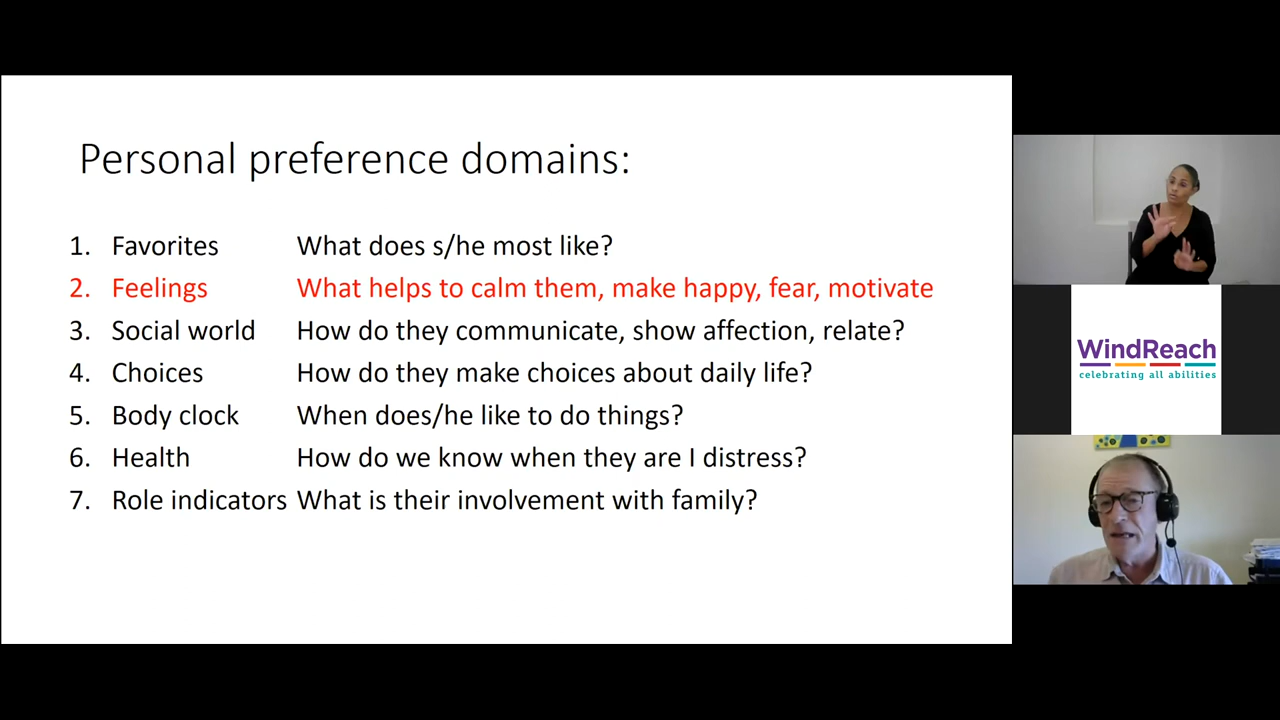 Personal preference domains:
1. Favorites What does s/he most like?
2. Feelings What helps to calm them, make happy, fear, motivate
3. Social world How do they communicate, show affection, relate?
4. Choices How do they make choices about daily life?
5. Body clock When does/he like to do things?
6. Health How do we know when they are I distress?
7. Role indicators What is their involvement with family?
WindReach
celebrating all abilities